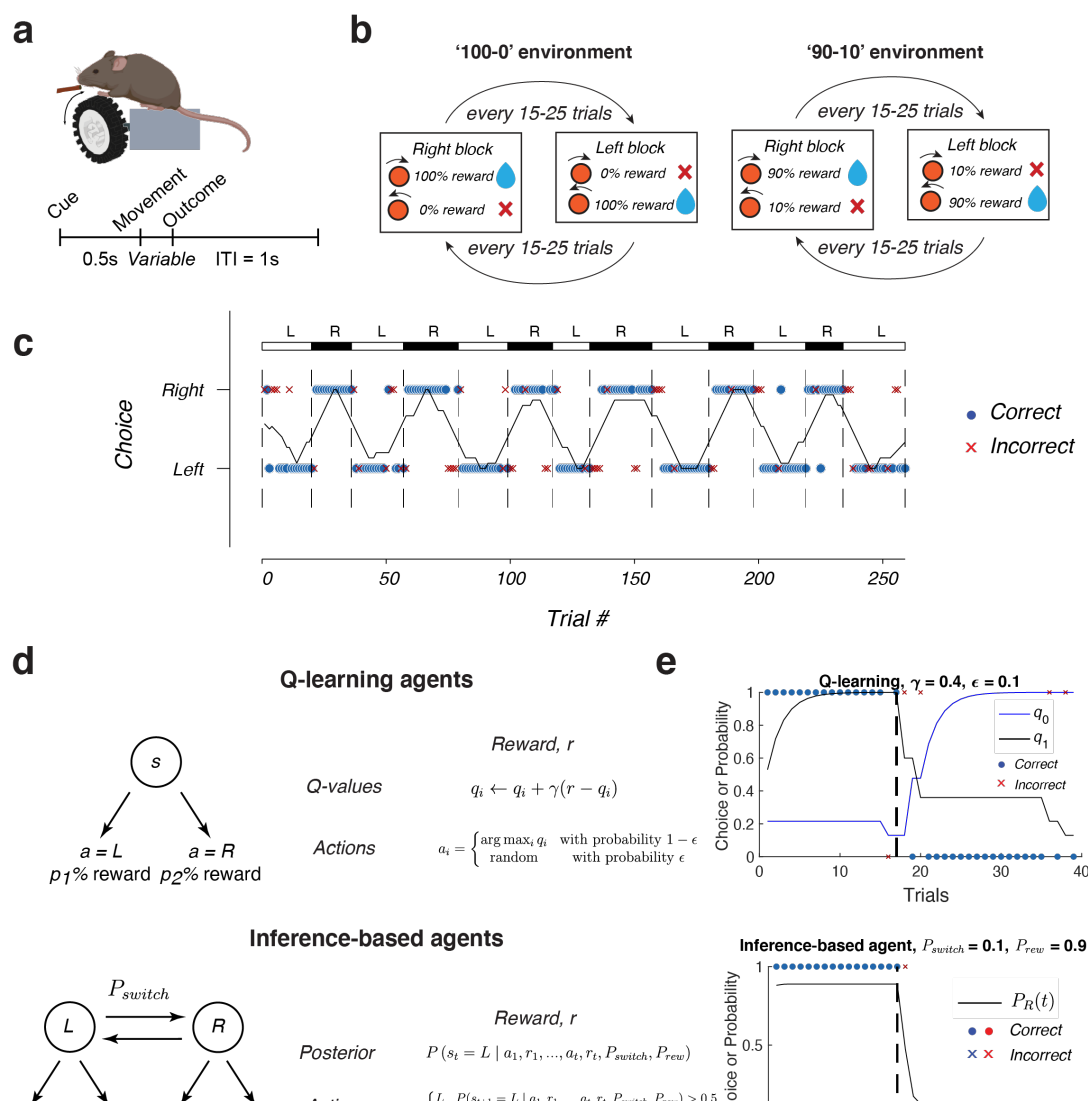 a
Cue
Movement
Outcome
0.5s Variable ITI = 1s
b
‘100-0’ environment
every 15-25 trials
Right block
100% reward
0% reward
Left block
0% reward
100% reward
every 15-25 trials
‘90-10’ environment
every 15-25 trials
Right block
90% reward
10% reward
Left block
10% reward
90% reward
every 15-25 trials
c
L R L R L R L R L R L R L
Right
Left
Choice
Correct
Incorrect
0 50 100 150 200 250
Trial #
d
Q-learning agents
s
a = L a = R
p1% reward p2% reward
Reward, r
Q-values q_i ← q_i + γ(r − q_i)
Actions a_i = { arg max_i q_i with probability 1 − ϵ
random with probability ϵ
Inference-based agents
P_switch
L R
Reward, r
Posterior P (s_t = L | a_1, r_1, ..., a_t, r_t, P_switch, P_rew)
e
Q-learning, γ = 0.4, ϵ = 0.1
Choice or Probability
1
0.8
0.6
0.4
0.2
0
q_0
q_1
Correct
Incorrect
0 10 20 30 40
Trials
Inference-based agent, P_switch = 0.1, P_rew = 0.9
1
0.5
P_R(t)
Correct
Incorrect